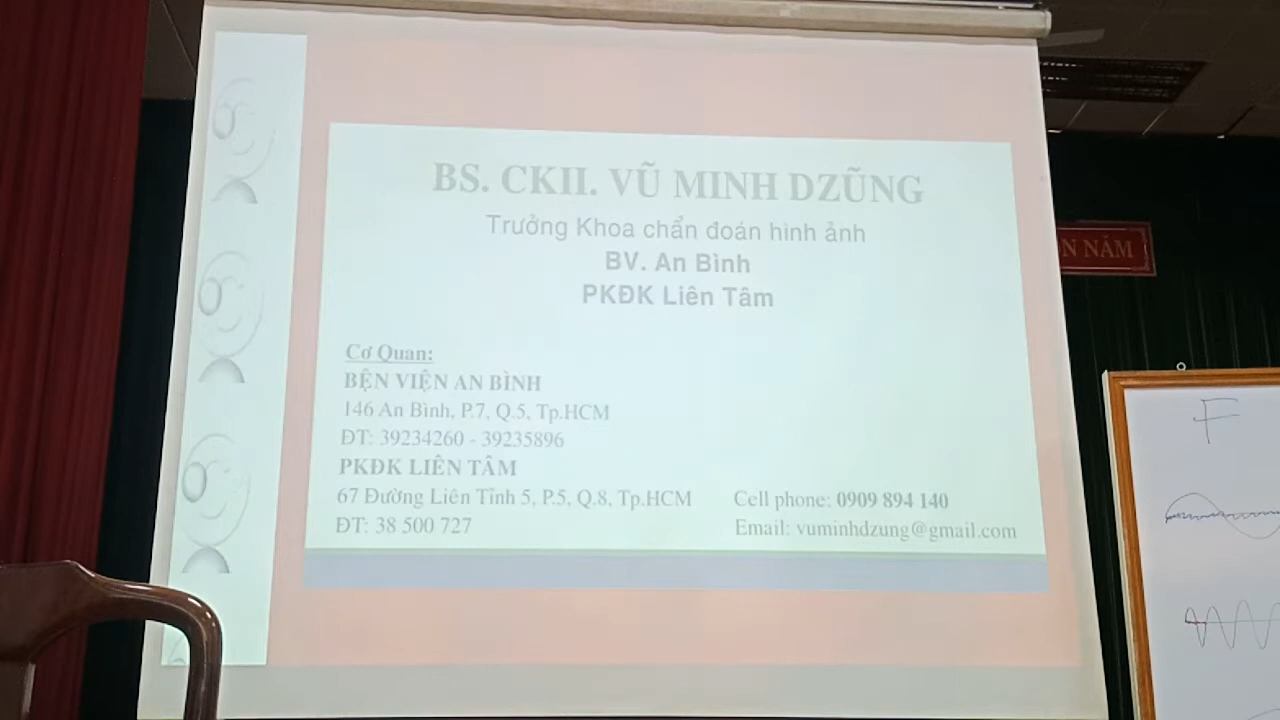 BS. CKII. VŨ MINH DZŨNG
Trưởng Khoa chẩn đoán hình ảnh
BV. An Bình
PKĐK Liên Tâm
Cơ Quan:
BỆN VIỆN AN BÌNH
146 An Bình, P.7, Q.5, Tp.HCM
ĐT: 39234260 - 39235896
PKĐK LIÊN TÂM
67 Đường Liên Tỉnh 5, P.5, Q.8, Tp.HCM
ĐT: 38 500 727
Cell phone: 0909 894 140
Email: vuminhdzung@gmail.com
NĂM
F